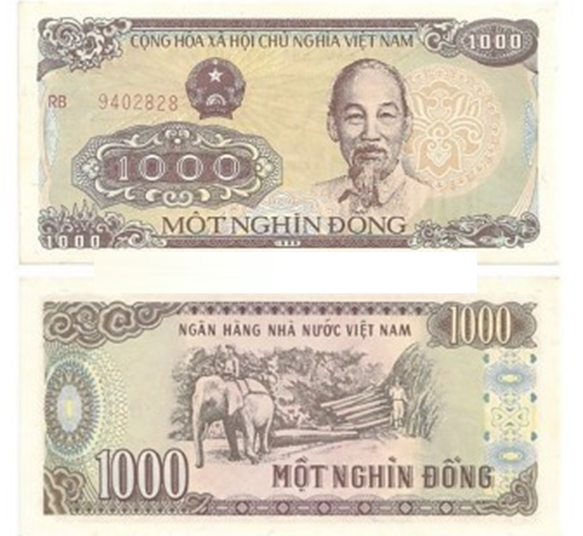 CỘNG HÒA XÃ HỘI CHỦ NGHĨA VIỆT NAM
1000
RB 9402828
1000
MỘT NGHÌN ĐỒNG
1000
NGÂN HÀNG NHÀ NƯỚC VIỆT NAM
1000
1000
MỘT NGHÌN ĐỒNG